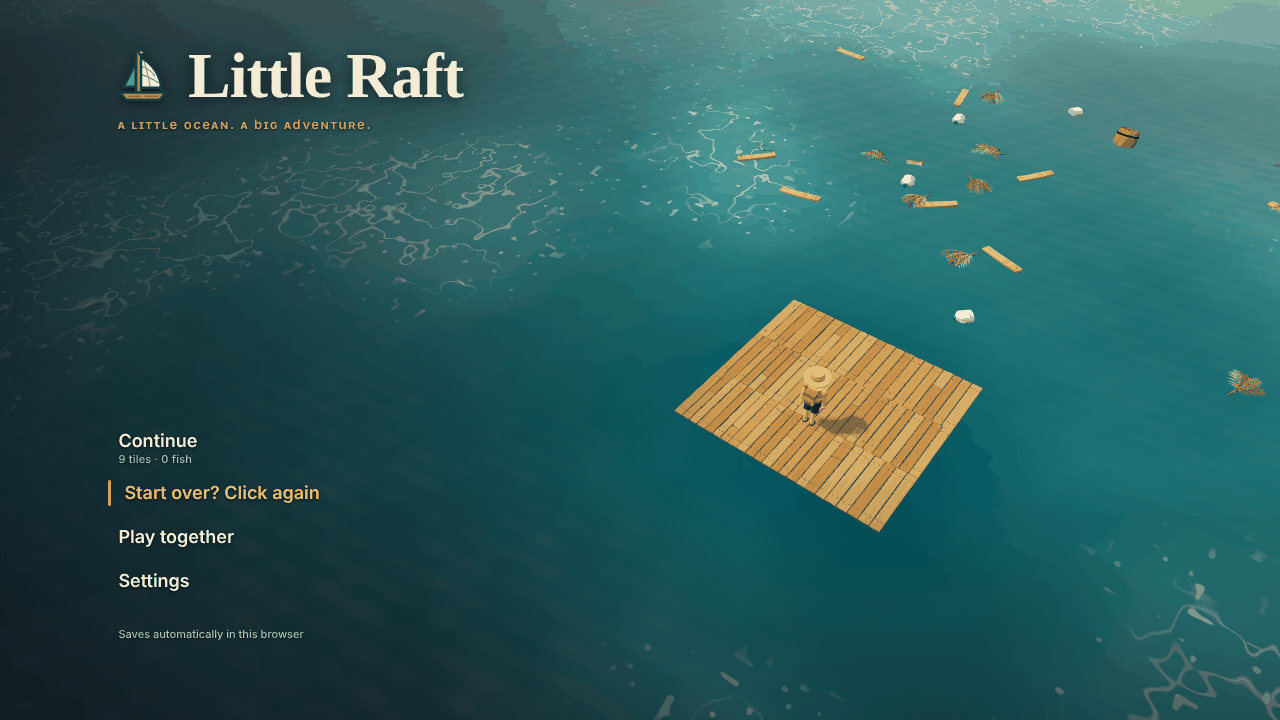 Little Raft
A LITTLe OCeAN. A bIG AdveNTure.
Continue
9 tiles · 0 fish
Start over? Click again
Play together
Settings
Saves automatically in this browser